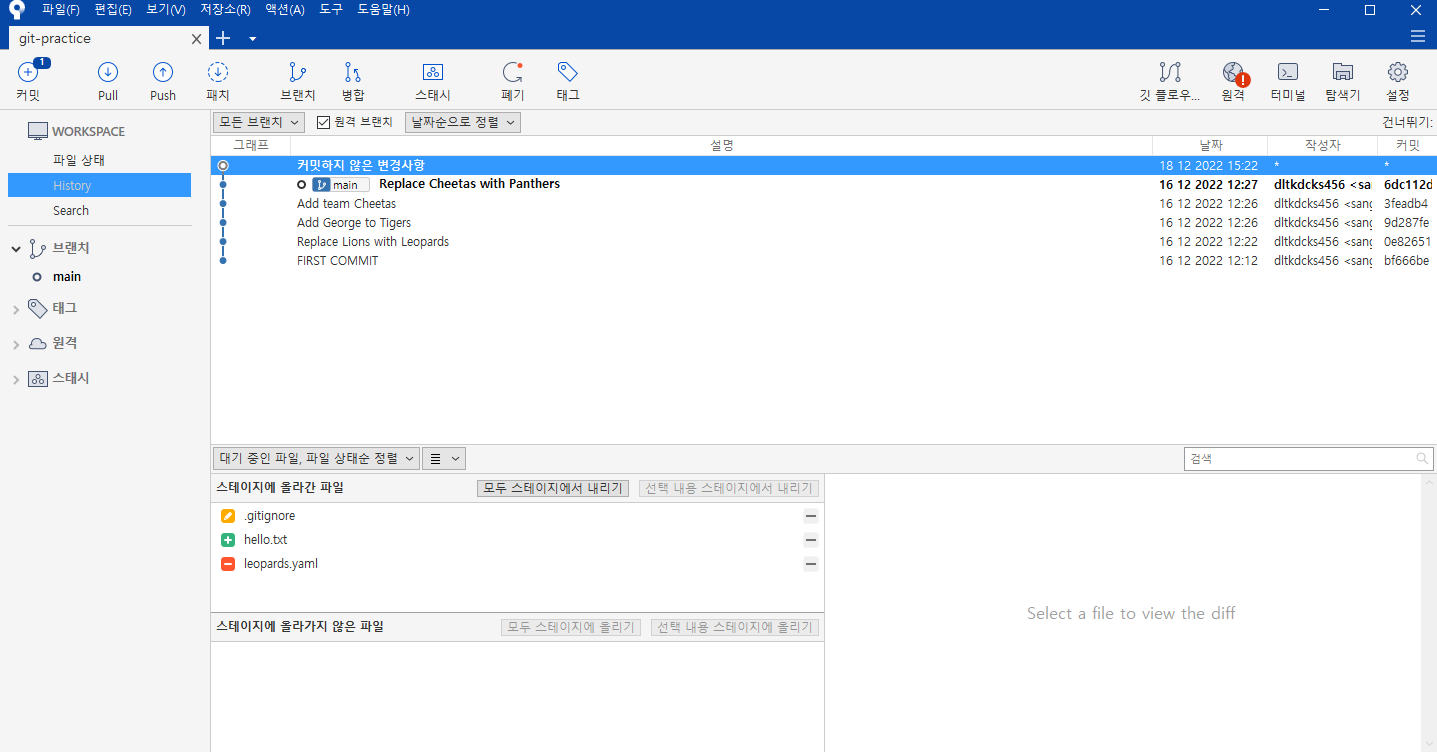 파일(F) 편집(E) 보기(V) 저장소(R) 액션(A) 도구 도움말(H)
git-practice
1
커밋 Pull Push 패치 브랜치 병합 스태시 폐기 태그 깃 플로우... 원격 터미널 탐색기 설정
모든 브랜치 원격 브랜치 날짜순으로 정렬 건너뛰기:
WORKSPACE
파일 상태
History
Search
브랜치
main
태그
원격
스태시
그래프 설명 날짜 작성자 커밋
커밋하지 않은 변경사항 18 12 2022 15:22 * *
main Replace Cheetas with Panthers 16 12 2022 12:27 dltkdcks456 <sa 6dc112d
Add team Cheetas 16 12 2022 12:26 dltkdcks456 <sang 3feadb4
Add George to Tigers 16 12 2022 12:26 dltkdcks456 <sang 9d287fe
Replace Lions with Leopards 16 12 2022 12:22 dltkdcks456 <sang 0e82651
FIRST COMMIT 16 12 2022 12:12 dltkdcks456 <sang bf666be
대기 중인 파일, 파일 상태순 정렬 검색
스테이지에 올라간 파일 모두 스테이지에서 내리기 선택 내용 스테이지에서 내리기
.gitignore
hello.txt
leopards.yaml
스테이지에 올라가지 않은 파일 모두 스테이지에 올리기 선택 내용 스테이지에 올리기
Select a file to view the diff